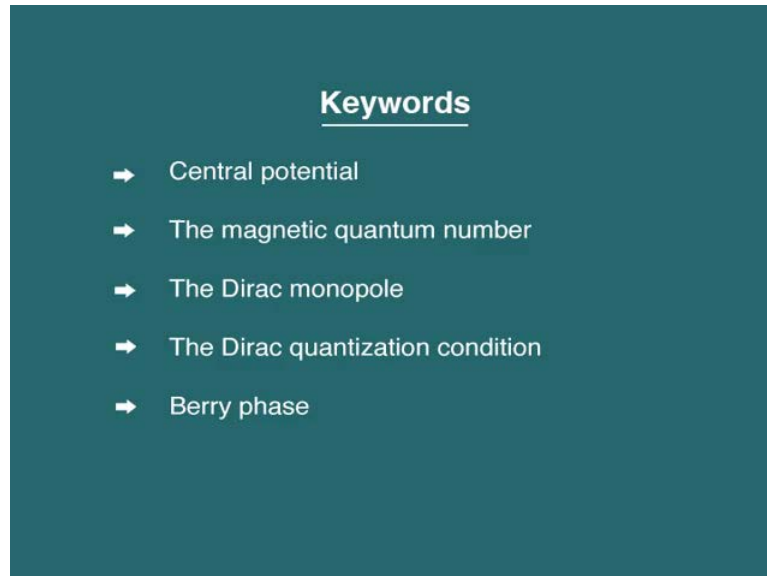 Keywords
Central potential
The magnetic quantum number
The Dirac monopole
The Dirac quantization condition
Berry phase